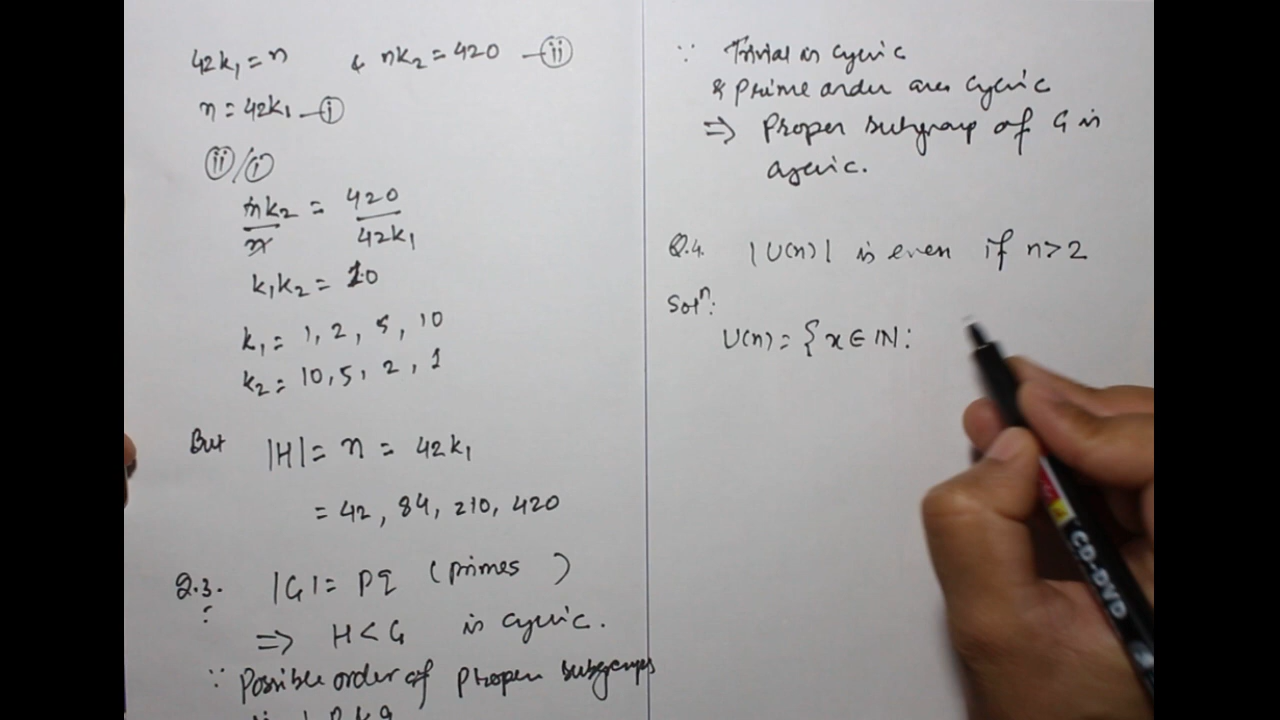 42k₁ = n & nk₂ = 420 — ⓘⓘ
n = 42k₁ — ⓘ
ⓘⓘ/ⓘ
nk₂/n = 420/42k₁
k₁k₂ = 10
k₁ = 1, 2, 5, 10
k₂ = 10, 5, 2, 1
But |H| = n = 42k₁
= 42, 84, 210, 420
Q.3. |G| = pq (primes )
⇒ H < G is cyclic.
∵ Possible order of proper subgroups
∵ Trivial is cyclic
& prime order are cyclic
⇒ Proper subgroup of G is
cyclic.
Q.4. |U(n)| is even if n > 2
Solⁿ:
U(n) = { x ∈ ℕ :
CD-DVD